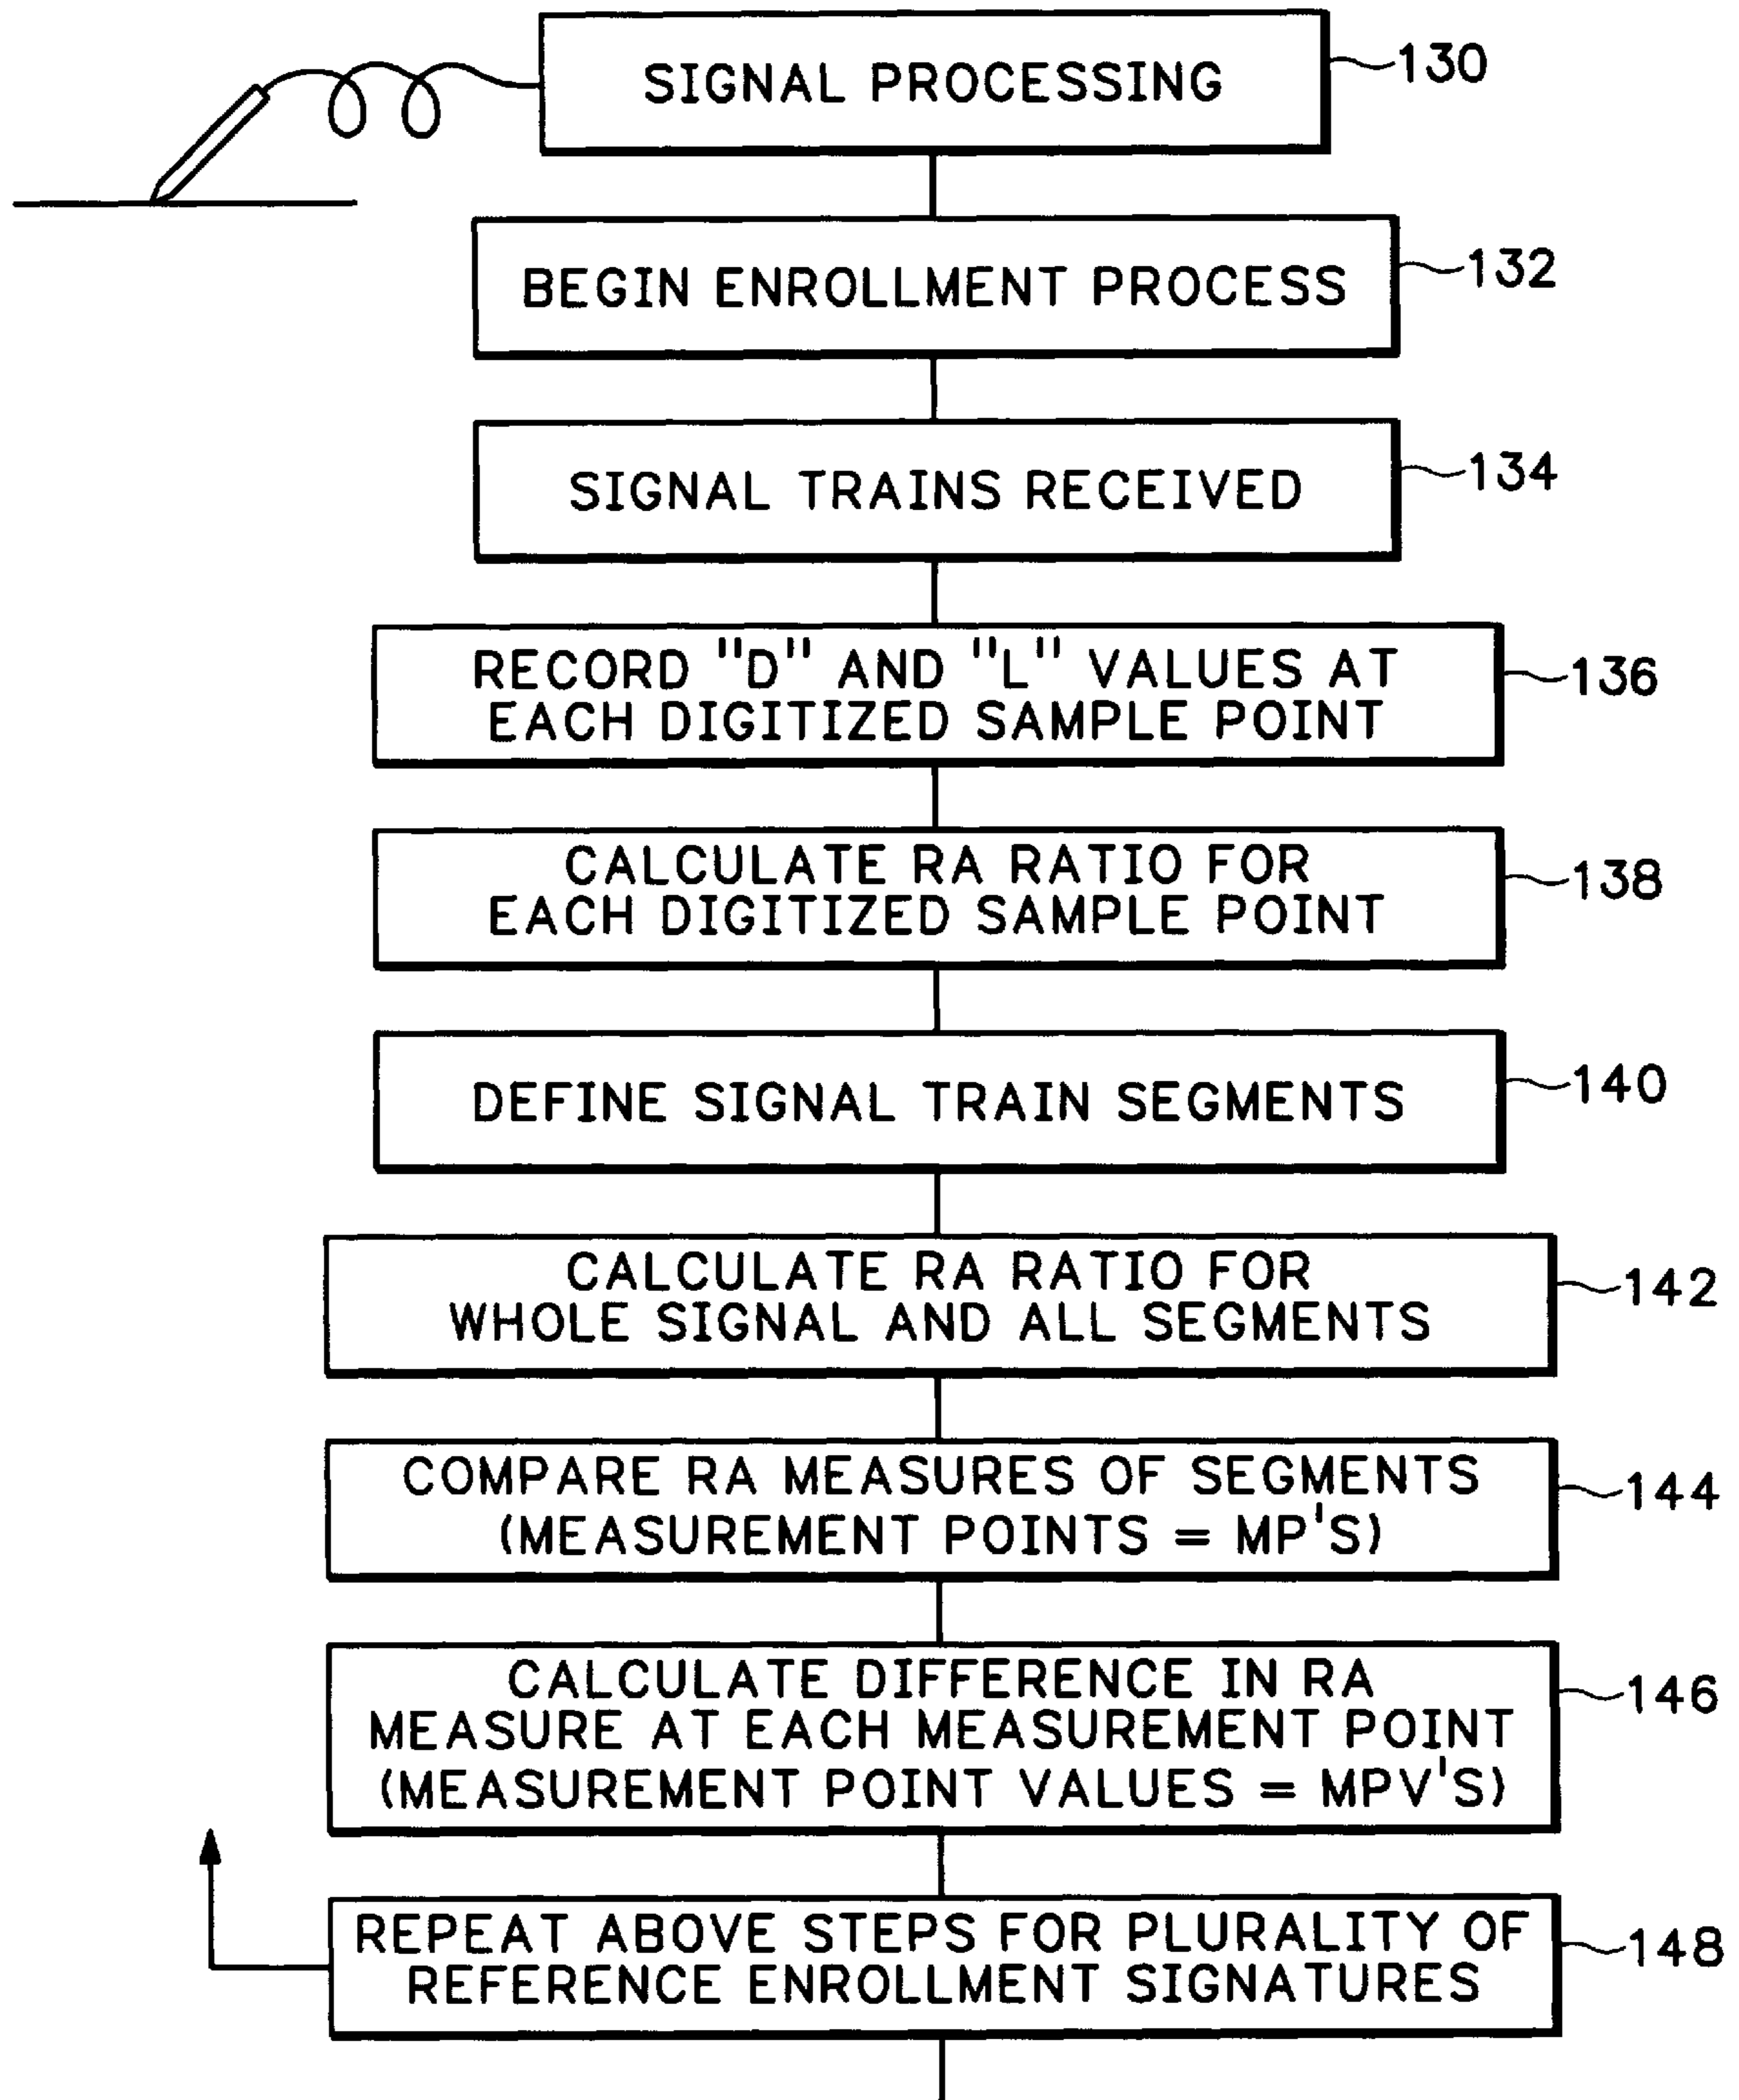 SIGNAL PROCESSING
130
BEGIN ENROLLMENT PROCESS
132
SIGNAL TRAINS RECEIVED
134
RECORD "D" AND "L" VALUES AT
EACH DIGITIZED SAMPLE POINT
136
CALCULATE RA RATIO FOR
EACH DIGITIZED SAMPLE POINT
138
DEFINE SIGNAL TRAIN SEGMENTS
140
CALCULATE RA RATIO FOR
WHOLE SIGNAL AND ALL SEGMENTS
142
COMPARE RA MEASURES OF SEGMENTS
(MEASUREMENT POINTS = MP'S)
144
CALCULATE DIFFERENCE IN RA
MEASURE AT EACH MEASUREMENT POINT
(MEASUREMENT POINT VALUES = MPV'S)
146
REPEAT ABOVE STEPS FOR PLURALITY OF
REFERENCE ENROLLMENT SIGNATURES
148